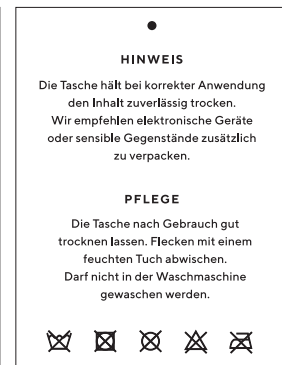 HINWEIS
Die Tasche hält bei korrekter Anwendung
den Inhalt zuverlässig trocken.
Wir empfehlen elektronische Geräte
oder sensible Gegenstände zusätzlich
zu verpacken.
PFLEGE
Die Tasche nach Gebrauch gut
trocknen lassen. Flecken mit einem
feuchten Tuch abwischen.
Darf nicht in der Waschmaschine
gewaschen werden.